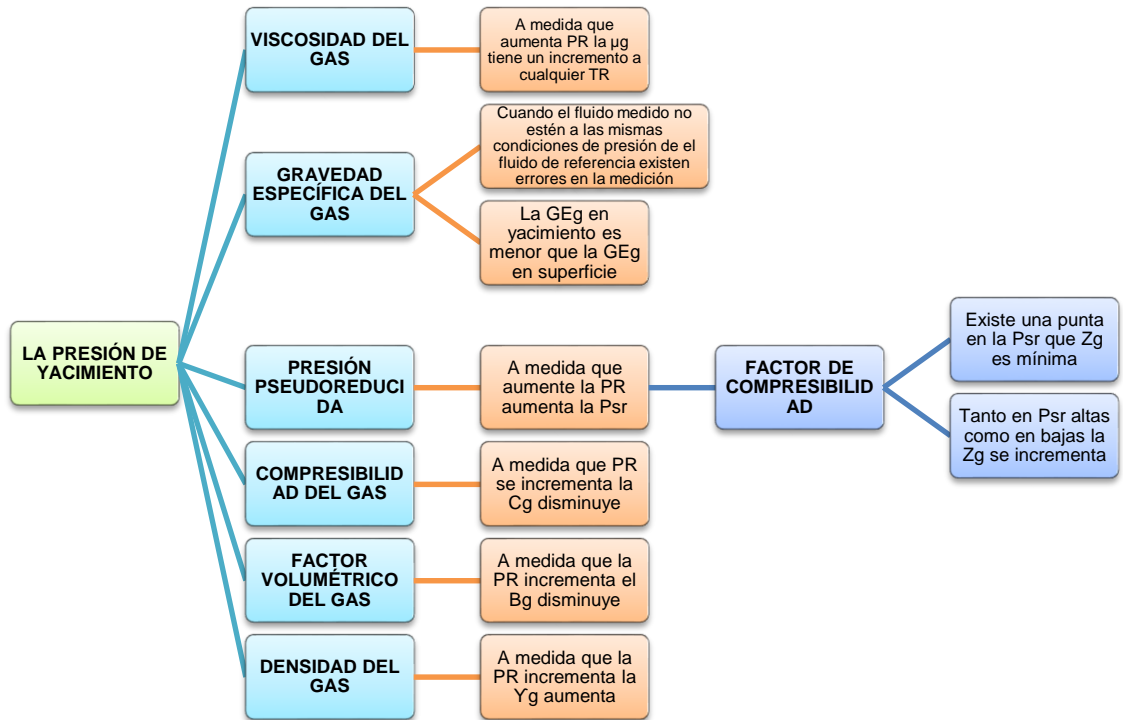 LA PRESIÓN DE
YACIMIENTO
VISCOSIDAD DEL
GAS
A medida que
aumenta PR la µg
tiene un incremento a
cualquier TR
GRAVEDAD
ESPECÍFICA DEL
GAS
Cuando el fluido medido no
estén a las mismas
condiciones de presión de el
fluido de referencia existen
errores en la medición
La GEg en
yacimiento es
menor que la GEg
en superficie
PRESIÓN
PSEUDOREDUCI
DA
A medida que
aumente la PR
aumenta la Psr
FACTOR DE
COMPRESIBILID
AD
Existe una punta
en la Psr que Zg
es mínima
Tanto en Psr altas
como en bajas la
Zg se incrementa
COMPRESIBILID
AD DEL GAS
A medida que PR
se incrementa la
Cg disminuye
FACTOR
VOLUMÉTRICO
DEL GAS
A medida que la
PR incrementa el
Bg disminuye
DENSIDAD DEL
GAS
A medida que la
PR incrementa la
ϒg aumenta